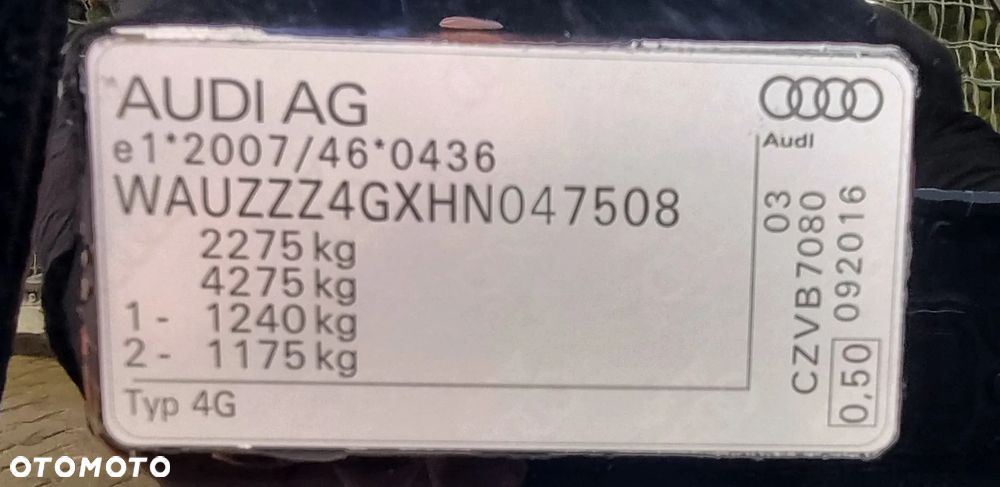 AUDI AG
e1*2007/46*0436
WAUZZZ4GXHN047508
2275 kg
4275 kg
1- 1240 kg
2- 1175 kg
Typ 4G
Audi
03
CZVB7080
0,50 092016
OTOMOTO